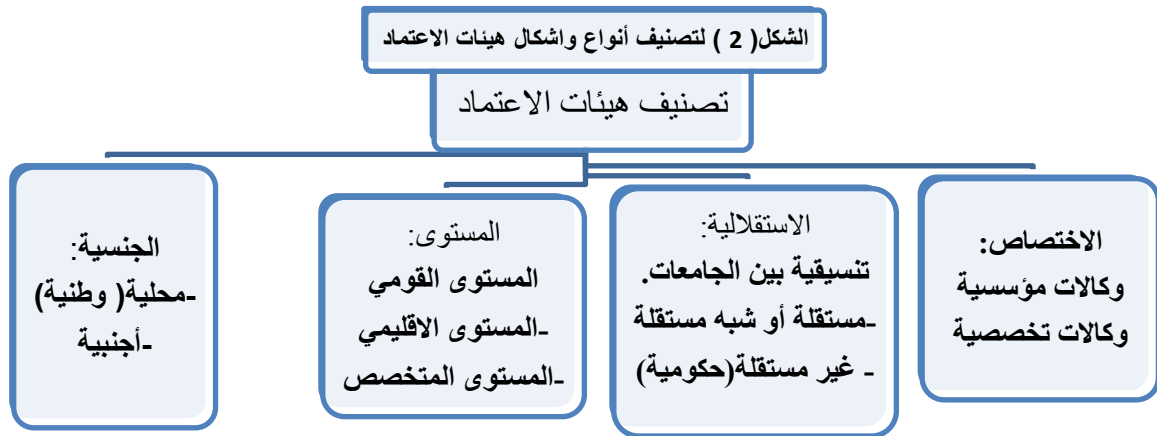 الشكل( 2 ) لتصنيف أنواع واشكال هيئات الاعتماد
تصنيف هيئات الاعتماد
الاختصاص:
وكالات مؤسسية
وكالات تخصصية
الاستقلالية:
تنسيقية بين الجامعات.
-مستقلة أو شبه مستقلة
- غير مستقلة(حكومية)
المستوى:
المستوى القومي
-المستوى الاقليمي
-المستوى المتخصص
الجنسية:
-محلية( وطنية)
-أجنبية